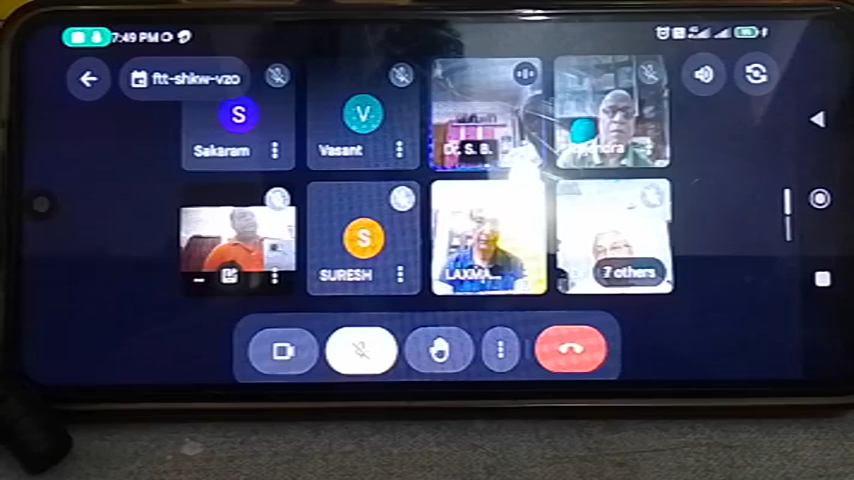 7:49 PM
ftt-shkw-vzo
S
V
Sakaram
Vasant
Dr. S. B.
S
SURESH
LAXMA...
7 others